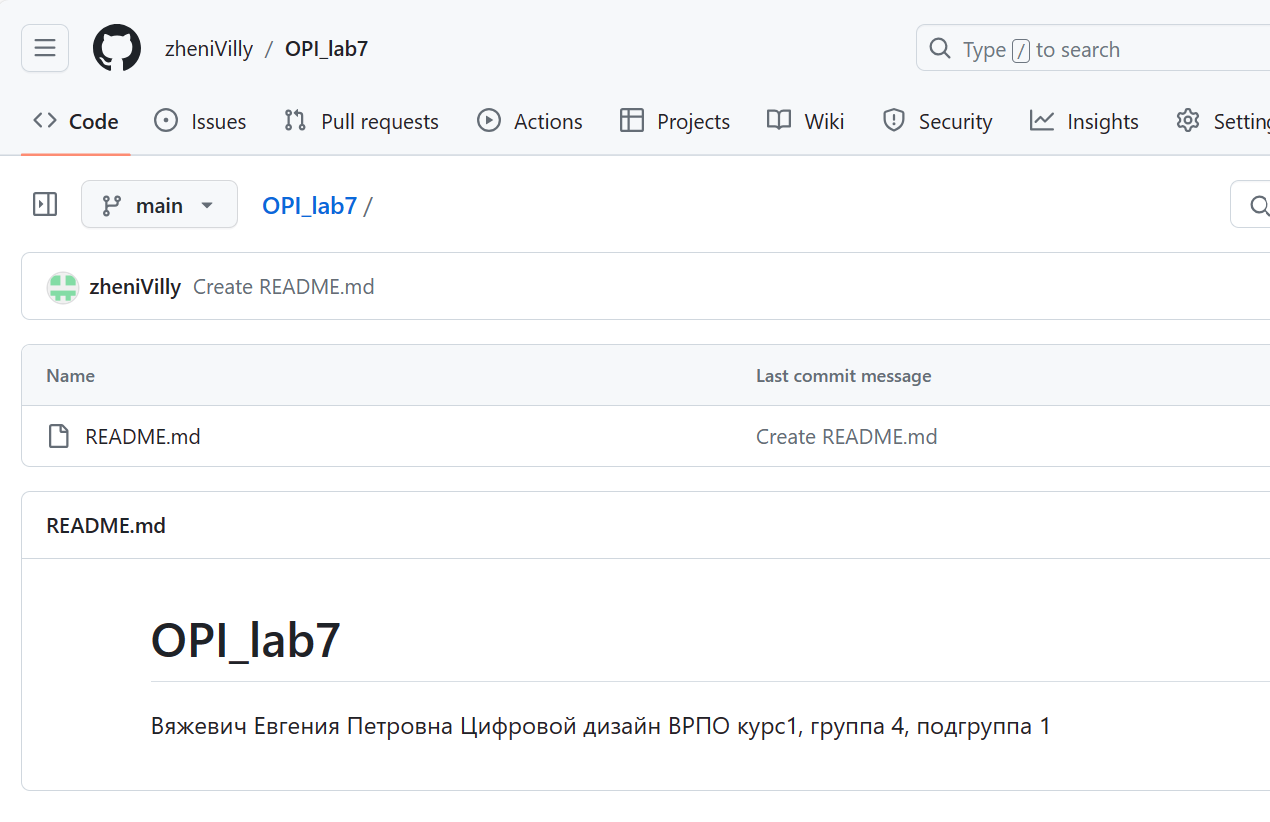 zheniVilly / OPI_lab7
Type / to search
Code Issues Pull requests Actions Projects Wiki Security Insights Setting
main OPI_lab7 /
zheniVilly Create README.md
Name Last commit message
README.md Create README.md
README.md
OPI_lab7
Вяжевич Евгения Петровна Цифровой дизайн ВРПО курс1, группа 4, подгруппа 1